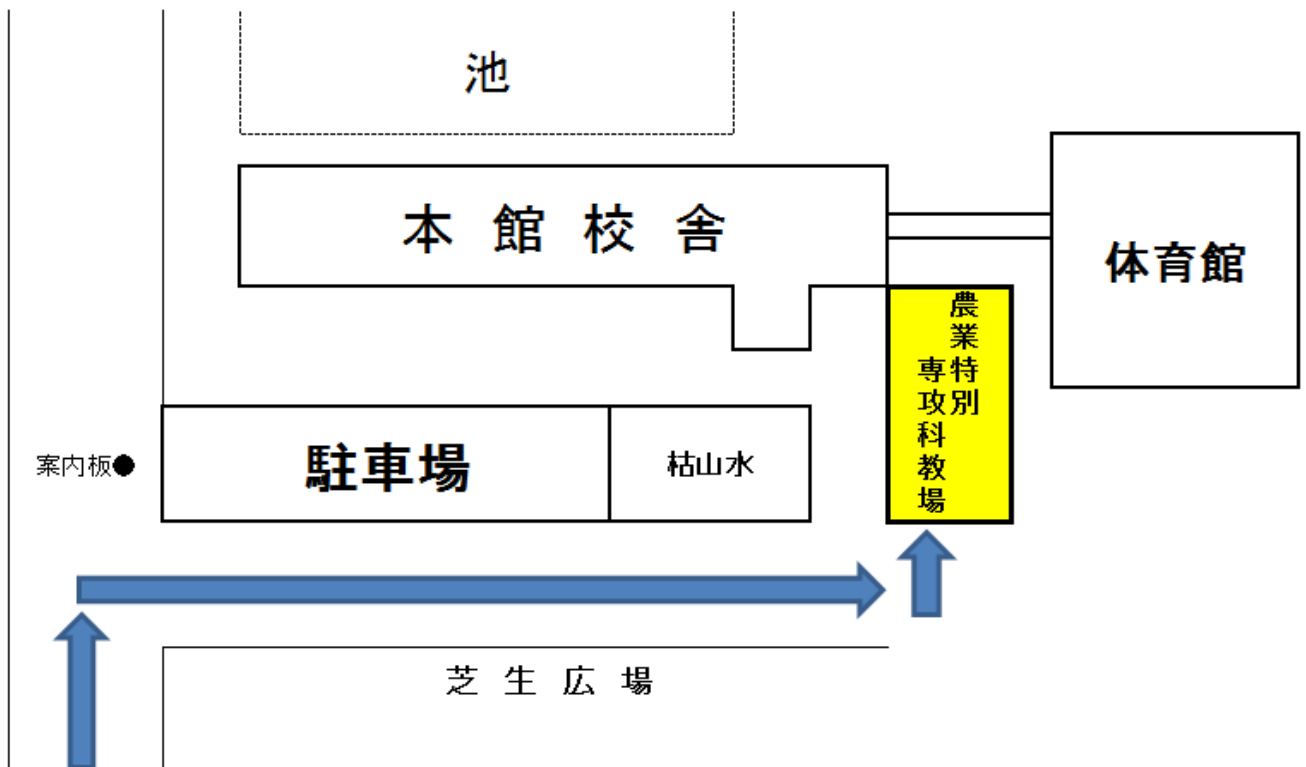 池
本館校舎
体育館
農業特別
専攻科教場
案内板●
駐車場
枯山水
芝生広場